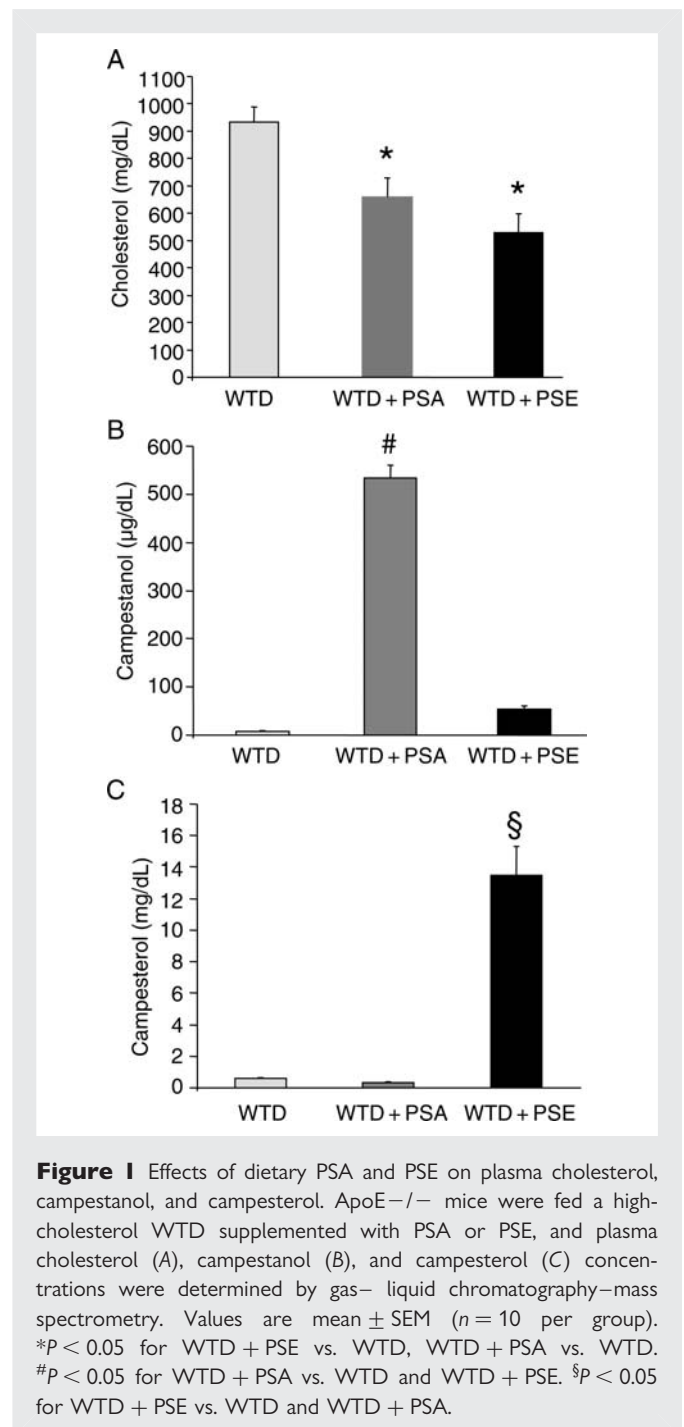 A
1100
1000
900
800
700
600
500
400
300
200
100
0
Cholesterol (mg/dL)
*
*
WTD
WTD + PSA
WTD + PSE
B
600
500
400
300
200
100
0
Campestanol (µg/dL)
#
WTD
WTD + PSA
WTD + PSE
C
18
16
14
12
10
8
6
4
2
0
Campesterol (mg/dL)
§
WTD
WTD + PSA
WTD + PSE
Figure 1 Effects of dietary PSA and PSE on plasma cholesterol,
campestanol, and campesterol. ApoE−/− mice were fed a high-
cholesterol WTD supplemented with PSA or PSE, and plasma
cholesterol (A), campestanol (B), and campesterol (C) concen-
trations were determined by gas– liquid chromatography–mass
spectrometry. Values are mean ± SEM (n = 10 per group).
*P < 0.05 for WTD + PSE vs. WTD, WTD + PSA vs. WTD.
#P < 0.05 for WTD + PSA vs. WTD and WTD + PSE. §P < 0.05
for WTD + PSE vs. WTD and WTD + PSA.